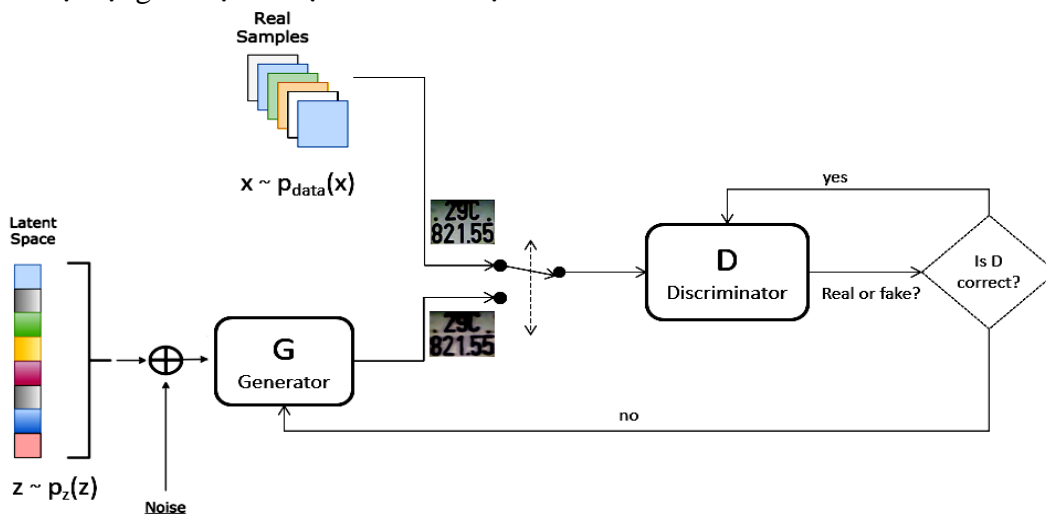 Real
Samples
x ~ p_data(x)
Latent
Space
29C
821.55
yes
D
Discriminator
Is D
correct?
Real or fake?
29C
821.55
G
Generator
no
z ~ p_z(z)
Noise